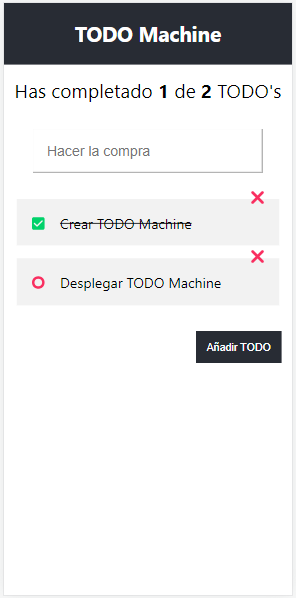 TODO Machine
Has completado 1 de 2 TODO's
Hacer la compra
Crear TODO Machine
Desplegar TODO Machine
Añadir TODO